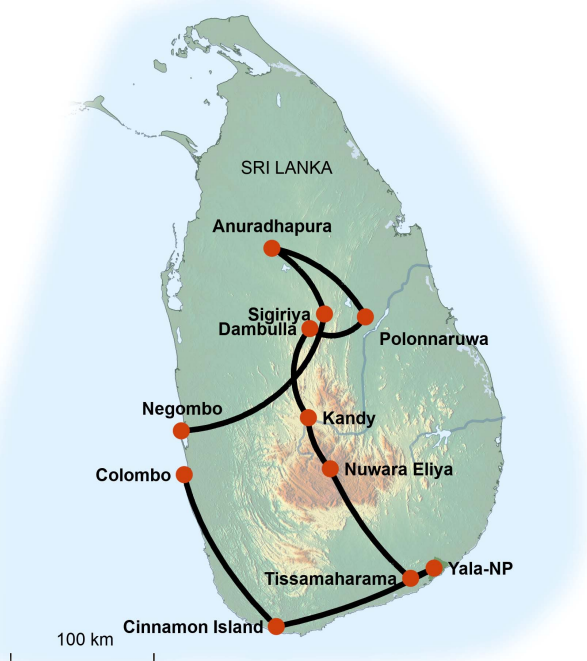 SRI LANKA
Anuradhapura
Sigiriya
Dambulla
Polonnaruwa
Negombo
Kandy
Colombo
Nuwara Eliya
Yala-NP
Tissamaharama
Cinnamon Island
100 km